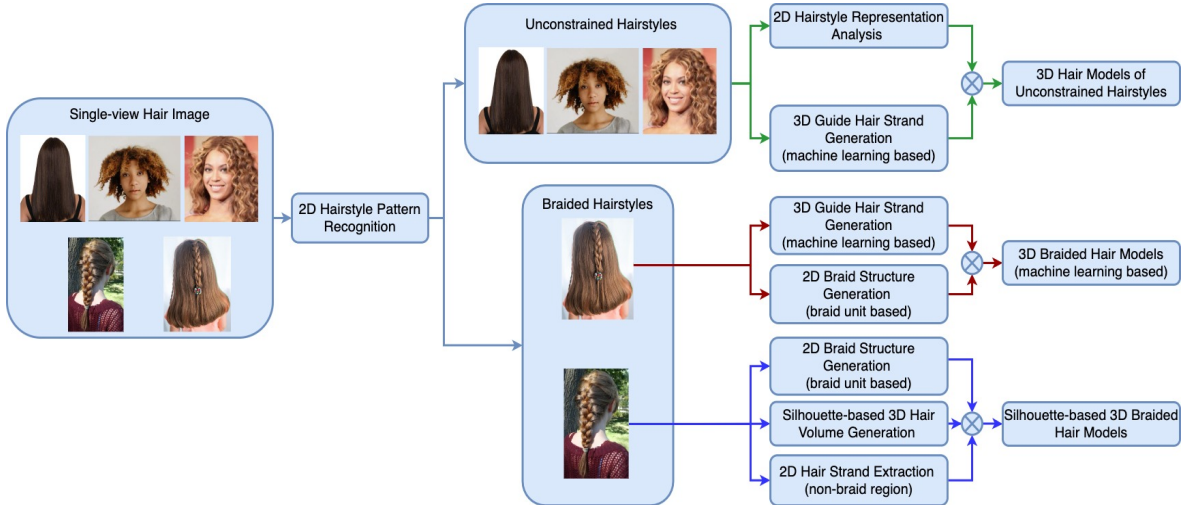 Single-view Hair Image
2D Hairstyle Pattern
Recognition
Unconstrained Hairstyles
Braided Hairstyles
2D Hairstyle Representation
Analysis
3D Guide Hair Strand
Generation
(machine learning based)
3D Hair Models of
Unconstrained Hairstyles
3D Guide Hair Strand
Generation
(machine learning based)
2D Braid Structure
Generation
(braid unit based)
3D Braided Hair Models
(machine learning based)
2D Braid Structure
Generation
(braid unit based)
Silhouette-based 3D Hair
Volume Generation
2D Hair Strand Extraction
(non-braid region)
Silhouette-based 3D Braided
Hair Models